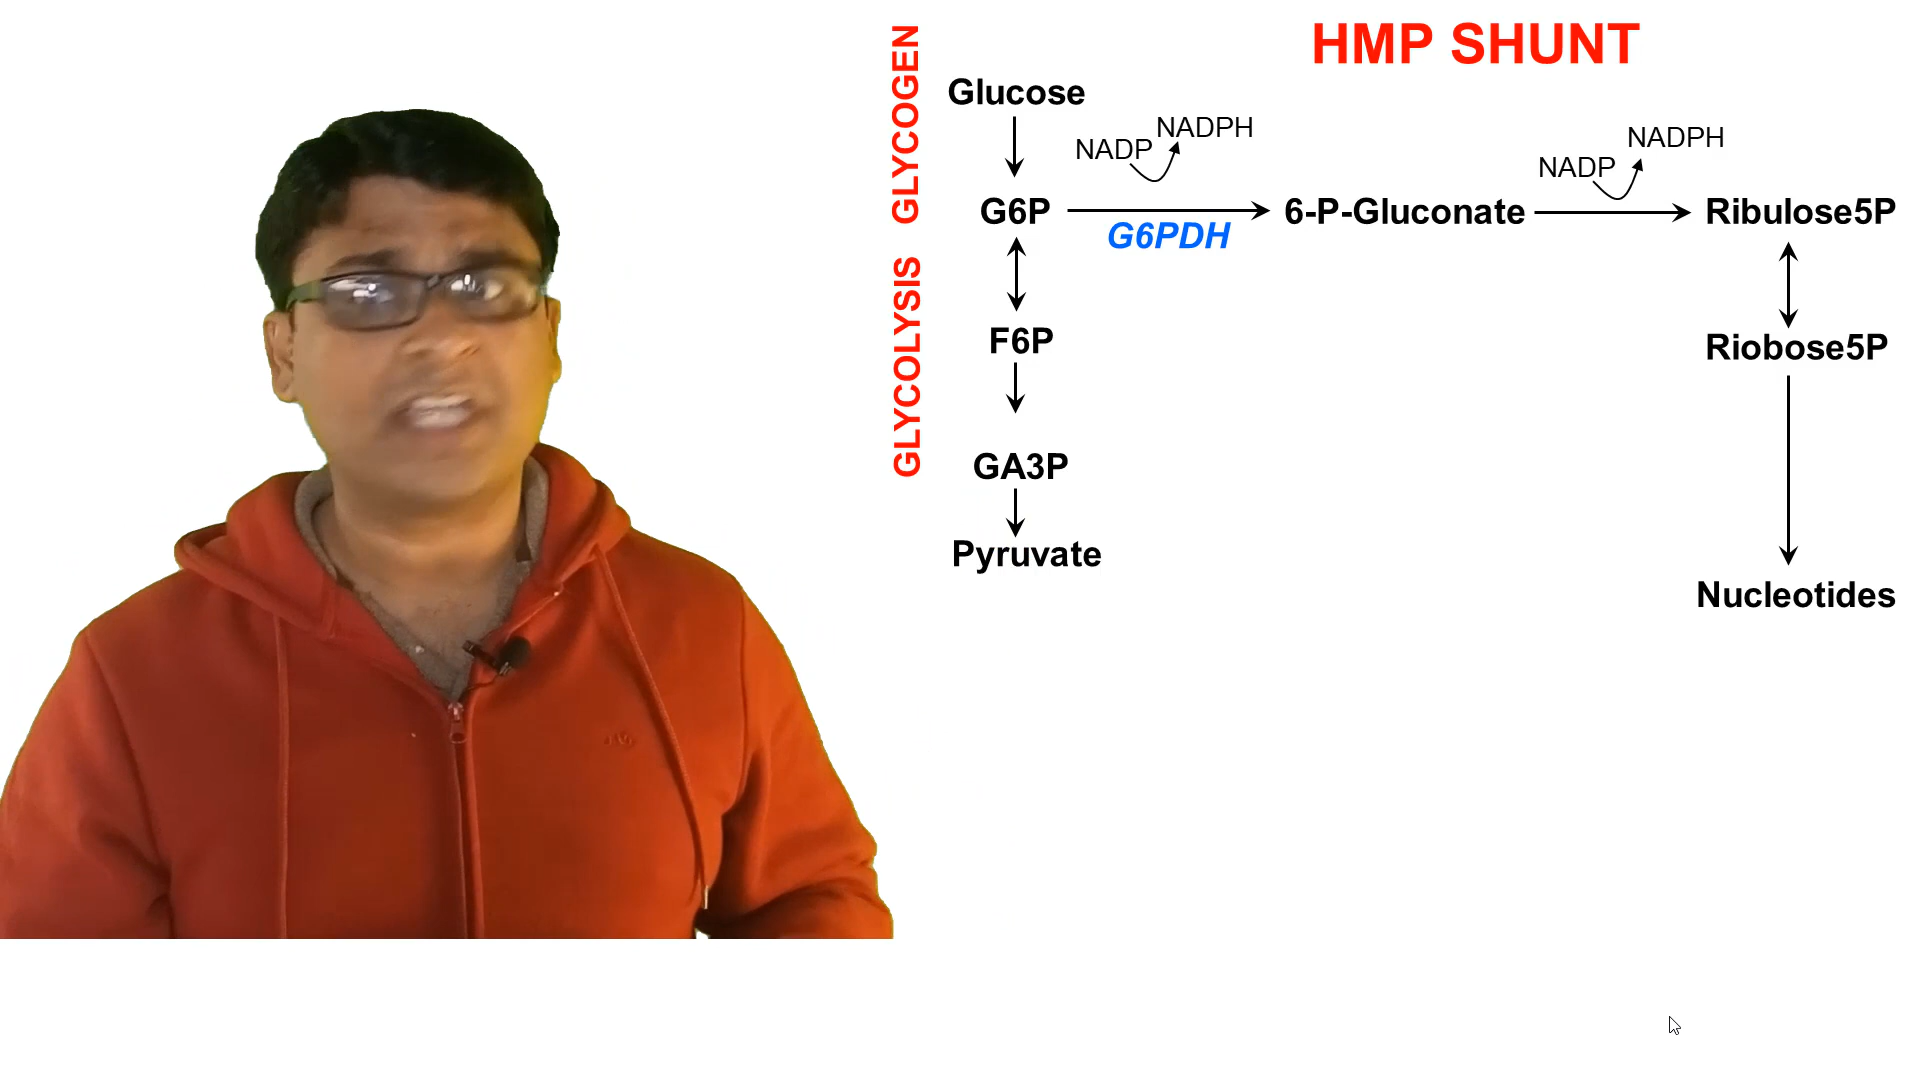 HMP SHUNT
GLYCOLYSIS GLYCOGEN
Glucose
NADP NADPH
NADP NADPH
G6P
G6PDH
6-P-Gluconate
Ribulose5P
F6P
Riobose5P
GA3P
Pyruvate
Nucleotides